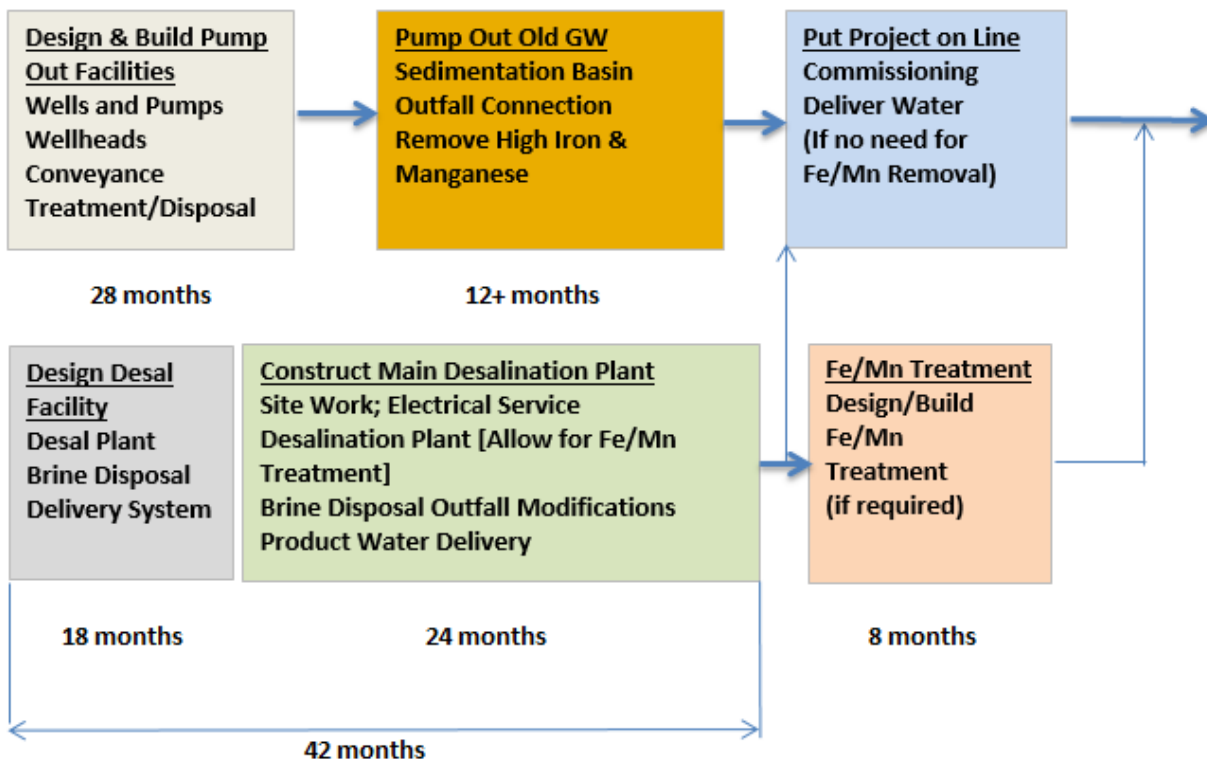 Design & Build Pump
Out Facilities
Wells and Pumps
Wellheads
Conveyance
Treatment/Disposal
Pump Out Old GW
Sedimentation Basin
Outfall Connection
Remove High Iron &
Manganese
Put Project on Line
Commissioning
Deliver Water
(If no need for
Fe/Mn Removal)
28 months
12+ months
Design Desal
Facility
Desal Plant
Brine Disposal
Delivery System
Construct Main Desalination Plant
Site Work; Electrical Service
Desalination Plant [Allow for Fe/Mn
Treatment]
Brine Disposal Outfall Modifications
Product Water Delivery
Fe/Mn Treatment
Design/Build
Fe/Mn
Treatment
(if required)
18 months
24 months
8 months
42 months